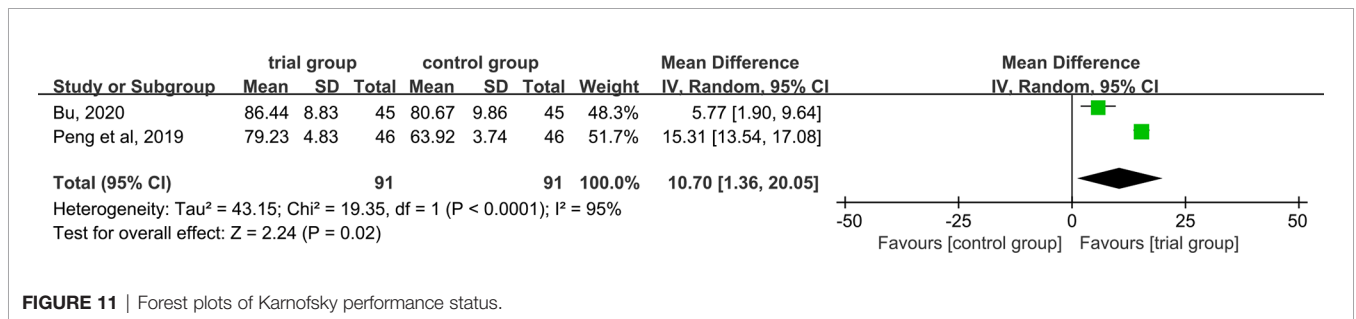 trial group control group Mean Difference Mean Difference
Study or Subgroup Mean SD Total Mean SD Total Weight IV, Random, 95% CI IV, Random, 95% CI
Bu, 2020 86.44 8.83 45 80.67 9.86 45 48.3% 5.77 [1.90, 9.64]
Peng et al, 2019 79.23 4.83 46 63.92 3.74 46 51.7% 15.31 [13.54, 17.08]
Total (95% CI) 91 91 100.0% 10.70 [1.36, 20.05]
Heterogeneity: Tau² = 43.15; Chi² = 19.35, df = 1 (P < 0.0001); I² = 95%
Test for overall effect: Z = 2.24 (P = 0.02)
-50 -25 0 25 50
Favours [control group] Favours [trial group]
FIGURE 11 | Forest plots of Karnofsky performance status.